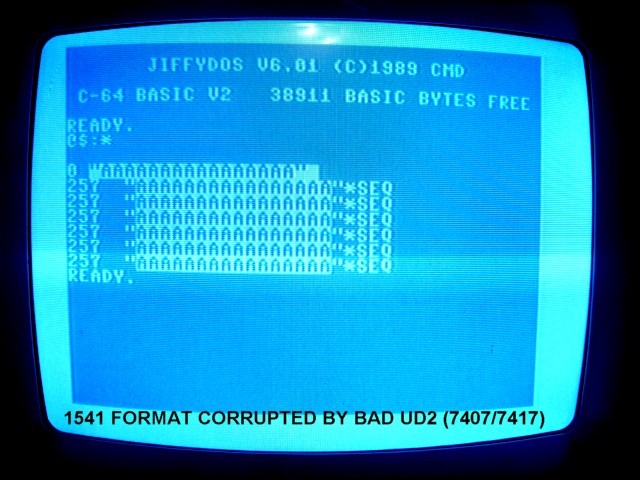 JIFFYDOS V6.01 (C)1989 CMD
C-64 BASIC V2 38911 BASIC BYTES FREE
READY.
@$:*
0 "AAAAAAAAAAAAAAAA"
257 "AAAAAAAAAAAAAAAA"*SEQ
257 "AAAAAAAAAAAAAAAA"*SEQ
257 "AAAAAAAAAAAAAAAA"*SEQ
257 "AAAAAAAAAAAAAAAA"*SEQ
257 "AAAAAAAAAAAAAAAA"*SEQ
257 "AAAAAAAAAAAAAAAA"*SEQ
READY.
1541 FORMAT CORRUPTED BY BAD UD2 (7407/7417)